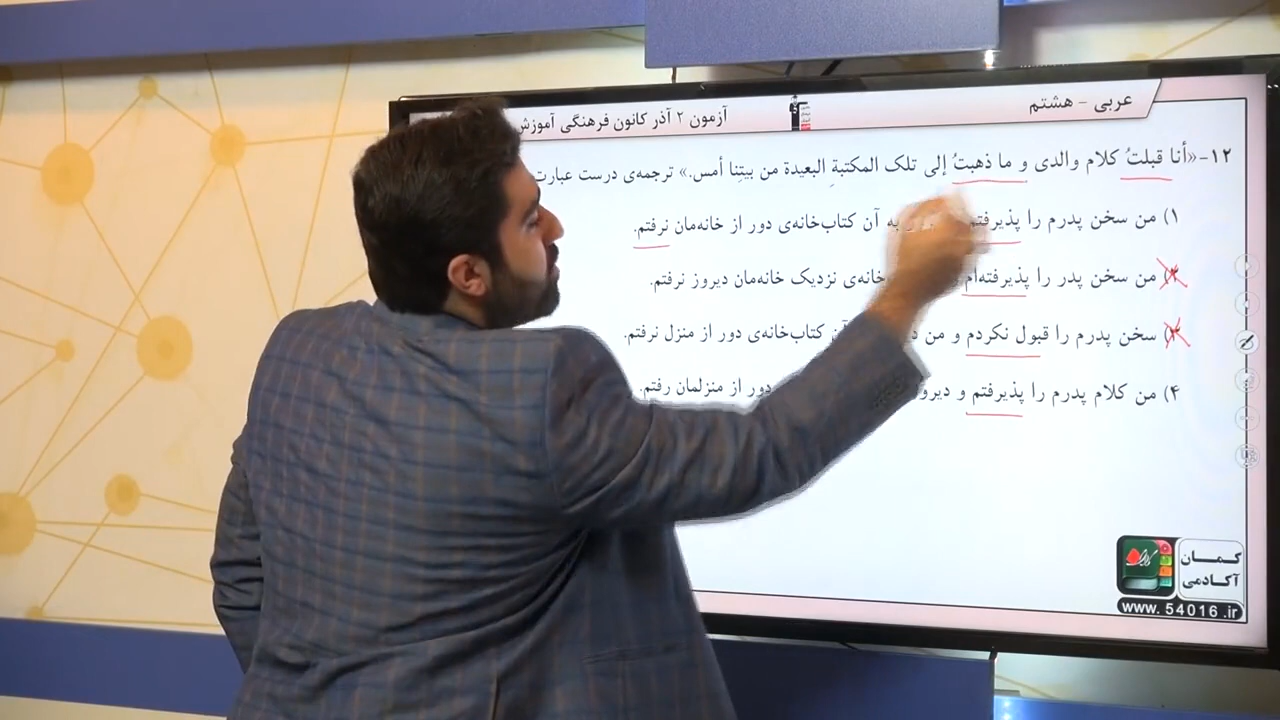 عربی - هشتم
آزمون ۲ آذر کانون فرهنگی آموزش
۱۲- «أنا قبلتُ کلام والدی و ما ذهبتُ إلی تلک المکتبةِ البعیدة من بیتِنا أمس.» ترجمه‌ی درست عبارت
۱) من سخن پدرم را پذیرفتم به آن کتاب‌خانه‌ی دور از خانه‌مان نرفتم.
۲) من سخن پدر را پذیرفته‌ام خانه‌ی نزدیک خانه‌مان دیروز نرفتم.
۳) سخن پدرم را قبول نکردم و من کتاب‌خانه‌ی دور از منزل نرفتم.
۴) من کلام پدرم را پذیرفتم و دور از منزلمان رفتم.
کمان
آکادمی
www.54016.ir